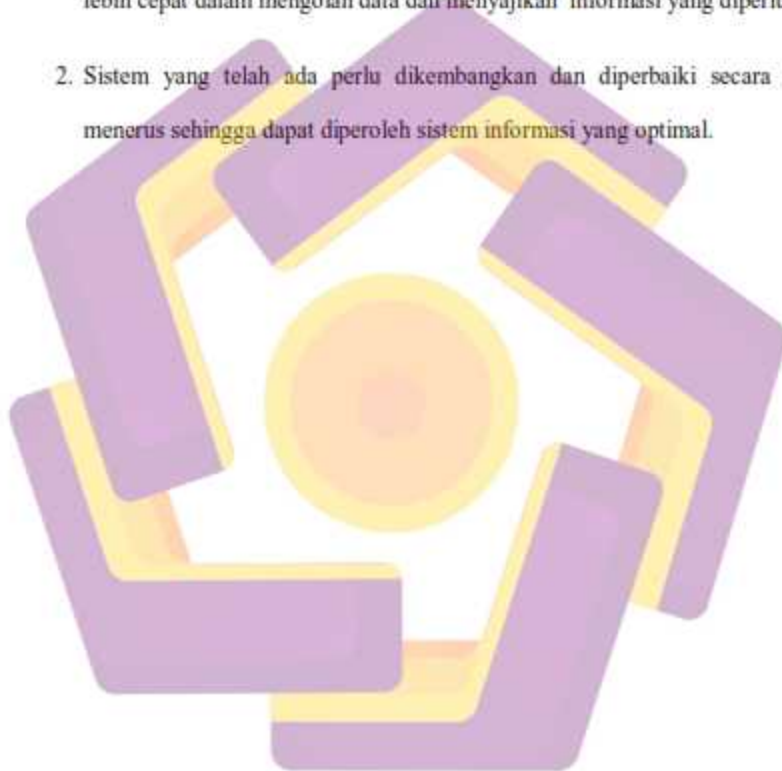 lebih cepat dalam mengolah data dan menyajikan informasi yang
2. Sistem yang telah ada perlu dikembangkan dan diperbaiki secara
menerus sehingga dapat diperoleh sistem informasi yang optimal.